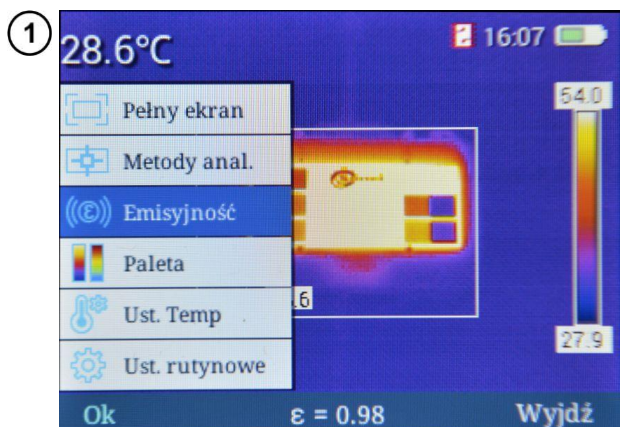 1
28.6°C
16:07
54.0
Pełny ekran
Metody anal.
((ε)) Emisyjność
Paleta
.6
Ust. Temp
27.9
Ust. rutynowe
Ok
ε = 0.98
Wyjdź